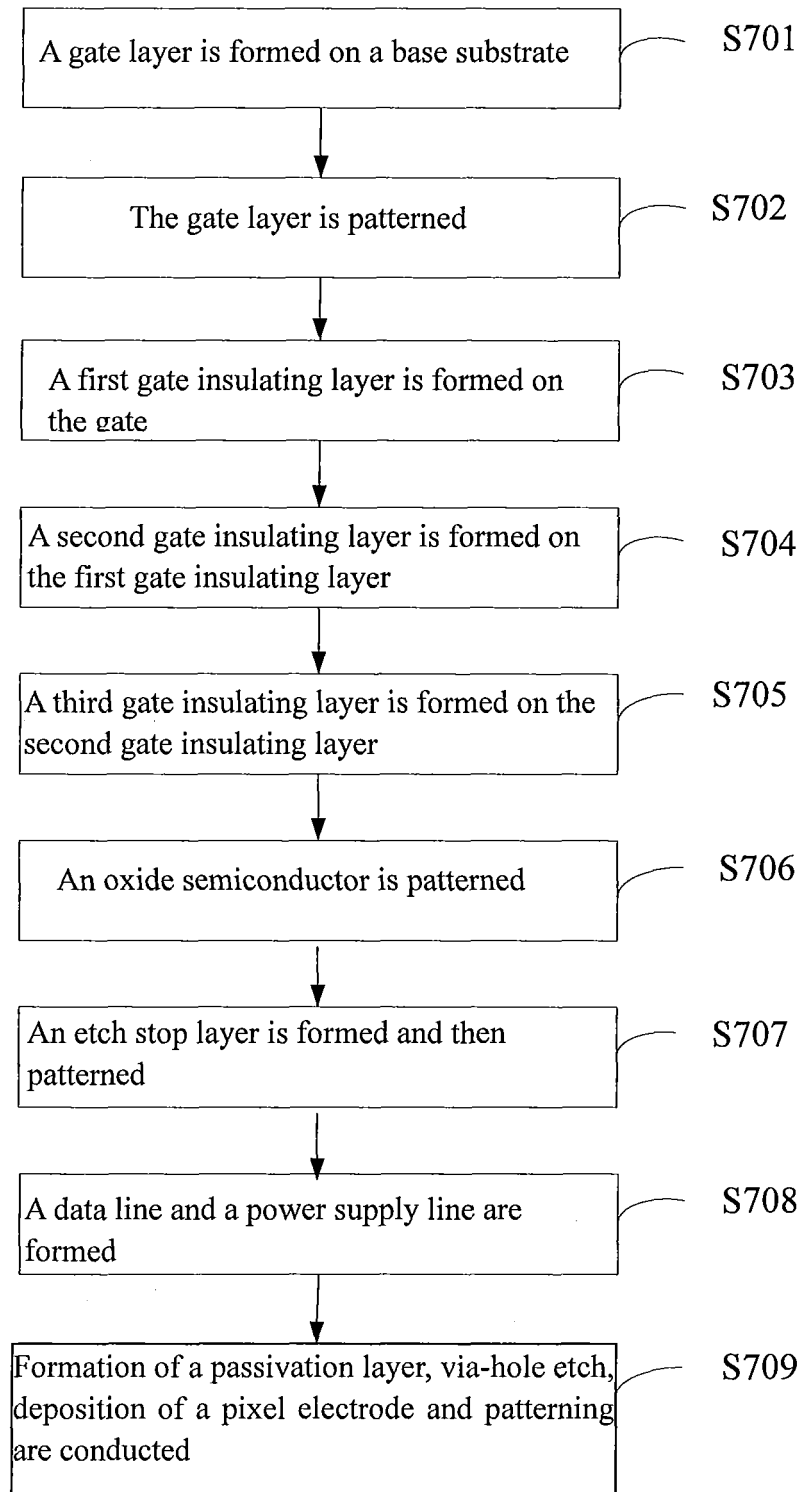 A gate layer is formed on a base substrate
S701
The gate layer is patterned
S702
A first gate insulating layer is formed on
the gate
S703
A second gate insulating layer is formed on
the first gate insulating layer
S704
A third gate insulating layer is formed on the
second gate insulating layer
S705
An oxide semiconductor is patterned
S706
An etch stop layer is formed and then
patterned
S707
A data line and a power supply line are
formed
S708
Formation of a passivation layer, via-hole etch,
deposition of a pixel electrode and patterning
are conducted
S709